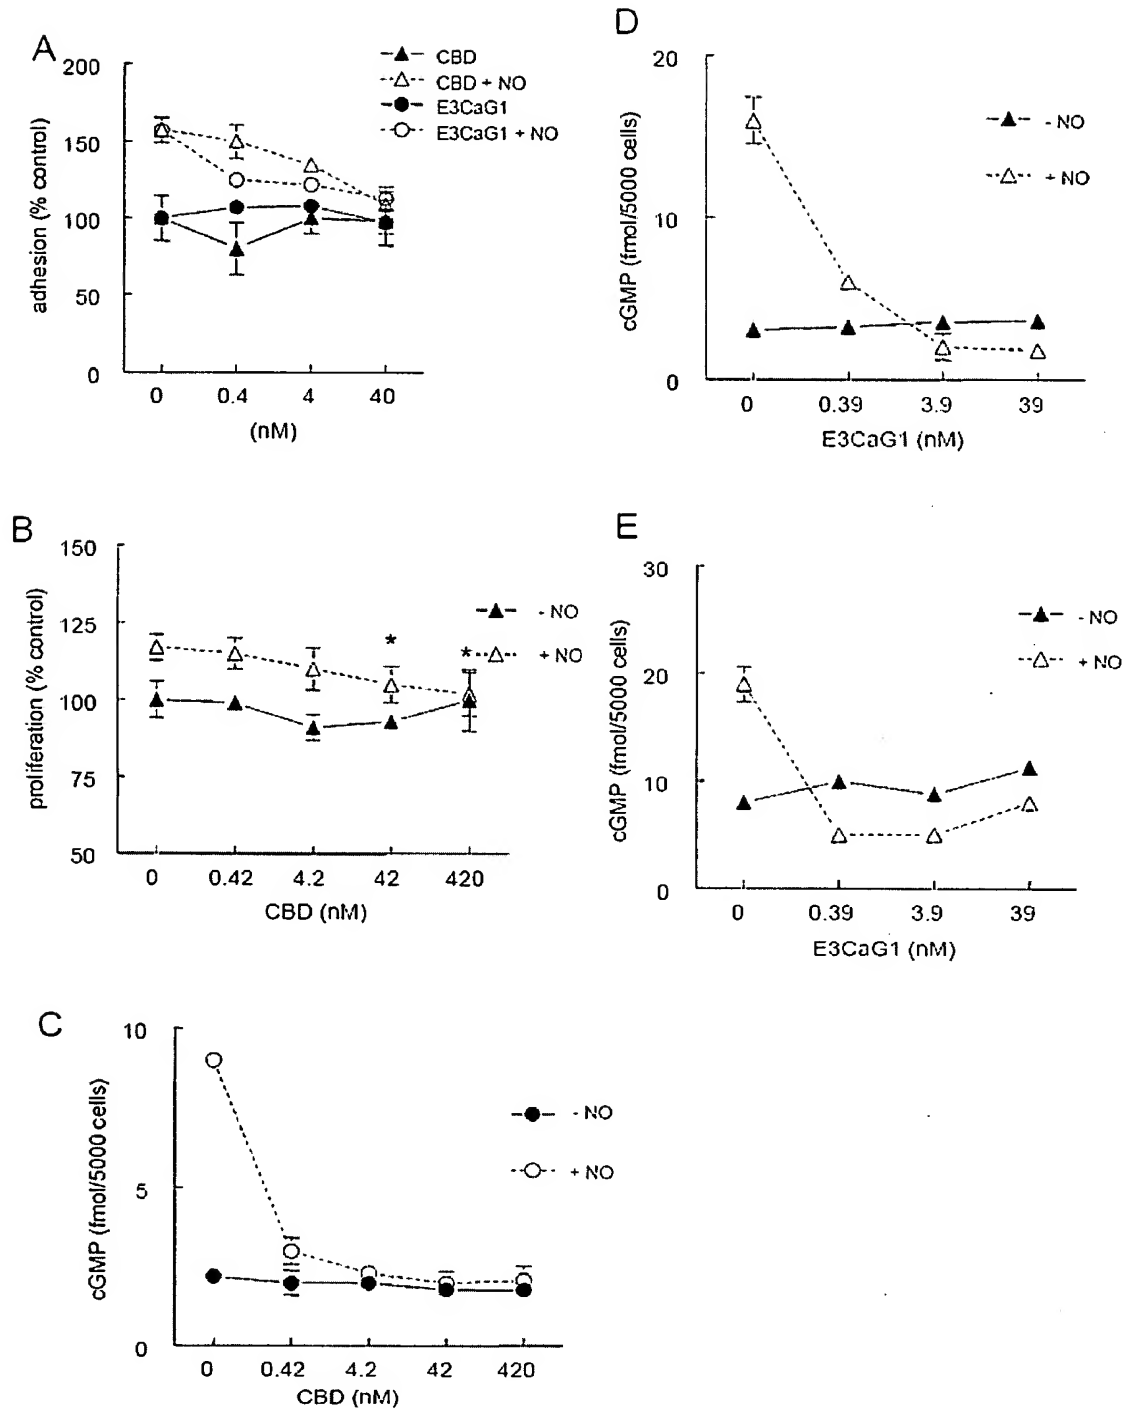 A
200
150
100
50
0
adhesion (% control)
0 0.4 4 40
(nM)
CBD
CBD + NO
E3CaG1
E3CaG1 + NO
B
150
125
100
75
50
proliferation (% control)
0 0.42 4.2 42 420
CBD (nM)
* *
- NO
+ NO
C
10
5
0
cGMP (fmol/5000 cells)
0 0.42 4.2 42 420
CBD (nM)
- NO
+ NO
D
20
10
0
cGMP (fmol/5000 cells)
0 0.39 3.9 39
E3CaG1 (nM)
- NO
+ NO
E
30
20
10
0
cGMP (fmol/5000 cells)
0 0.39 3.9 39
E3CaG1 (nM)
- NO
+ NO